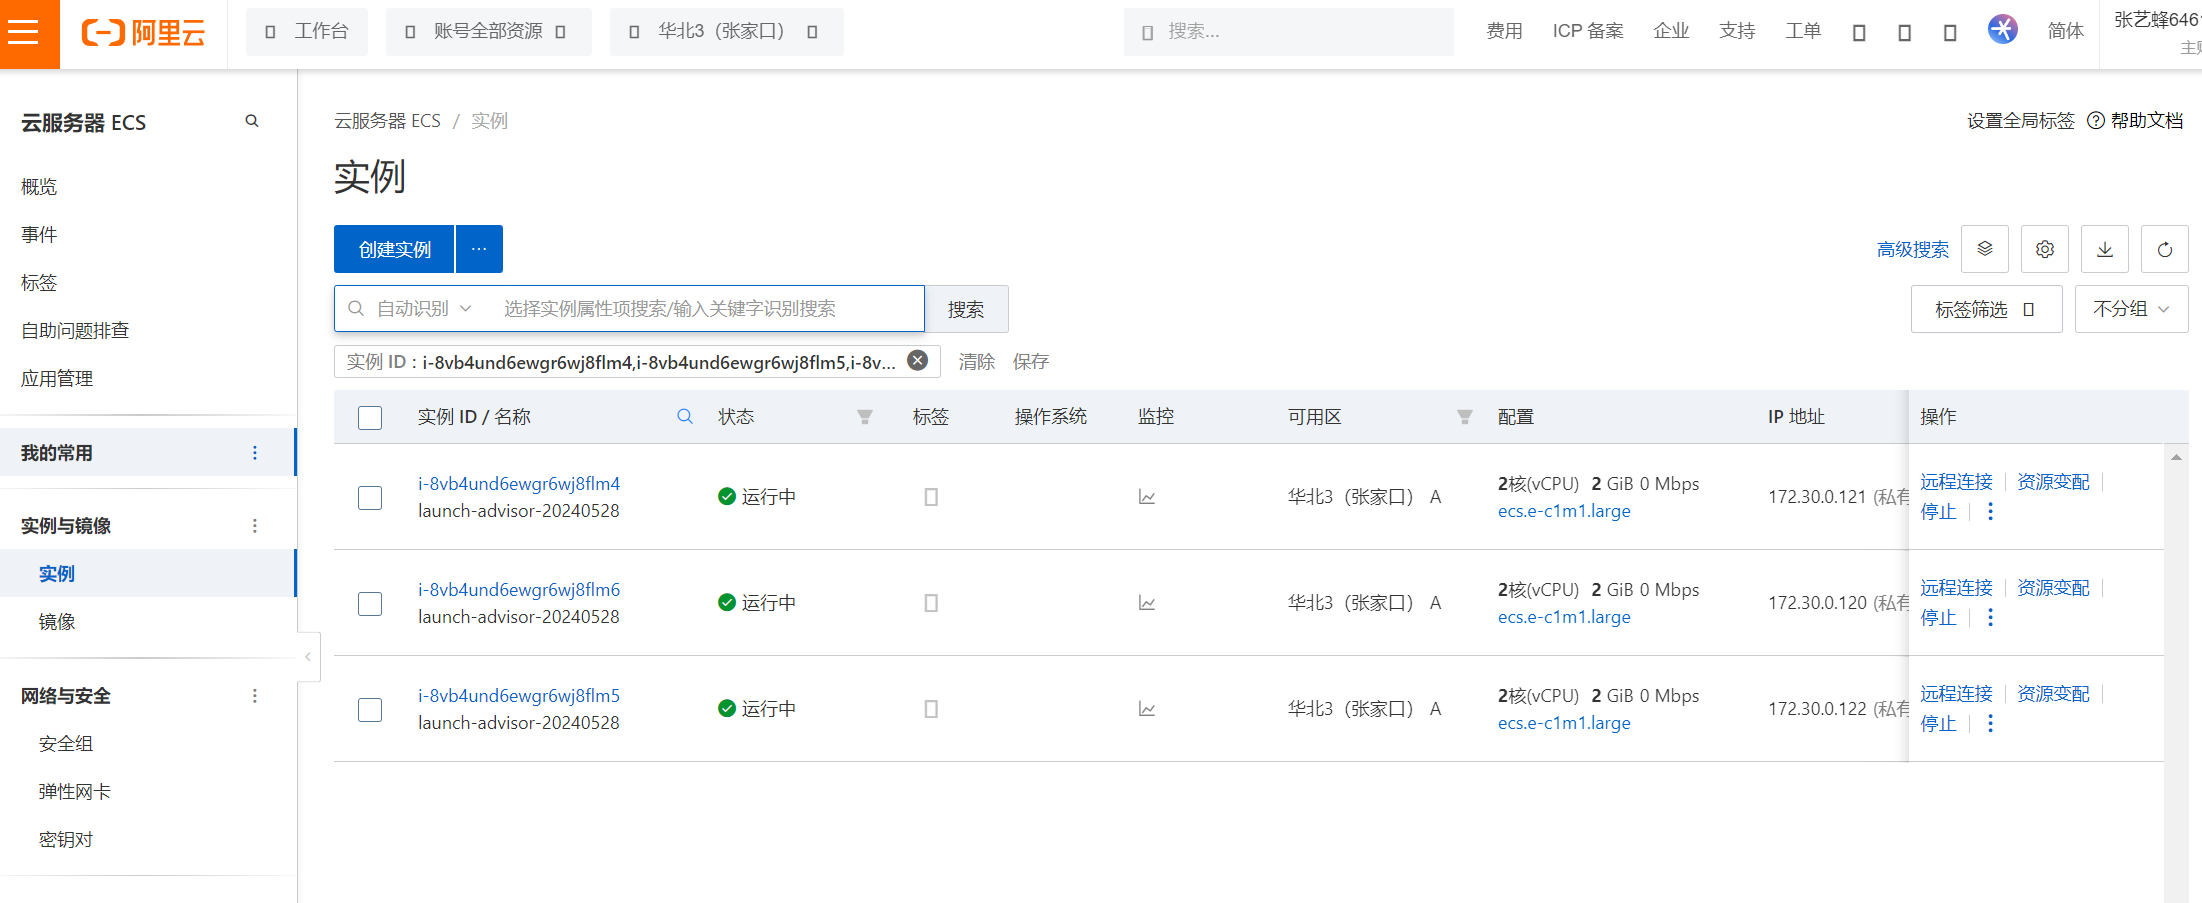 阿里云
工作台
账号全部资源
华北3（张家口）
搜索...
费用
ICP 备案
企业
支持
工单
简体
张艺蜂646
云服务器 ECS
概览
事件
标签
自助问题排查
应用管理
我的常用
实例与镜像
实例
镜像
网络与安全
安全组
弹性网卡
密钥对
云服务器 ECS / 实例
设置全局标签 帮助文档
实例
创建实例 ···
高级搜索
自动识别 选择实例属性项搜索/输入关键字识别搜索 搜索
标签筛选 不分组
实例 ID : i-8vb4und6ewgr6wj8flm4,i-8vb4und6ewgr6wj8flm5,i-8v... 清除 保存
实例 ID / 名称 状态 标签 操作系统 监控 可用区 配置 IP 地址 操作
i-8vb4und6ewgr6wj8flm4
launch-advisor-20240528
运行中
华北3（张家口） A
2核(vCPU) 2 GiB 0 Mbps
ecs.e-c1m1.large
172.30.0.121 (私有
远程连接 资源变配
停止
i-8vb4und6ewgr6wj8flm6
launch-advisor-20240528
运行中
华北3（张家口） A
2核(vCPU) 2 GiB 0 Mbps
ecs.e-c1m1.large
172.30.0.120 (私有
远程连接 资源变配
停止
i-8vb4und6ewgr6wj8flm5
launch-advisor-20240528
运行中
华北3（张家口） A
2核(vCPU) 2 GiB 0 Mbps
ecs.e-c1m1.large
172.30.0.122 (私有
远程连接 资源变配
停止